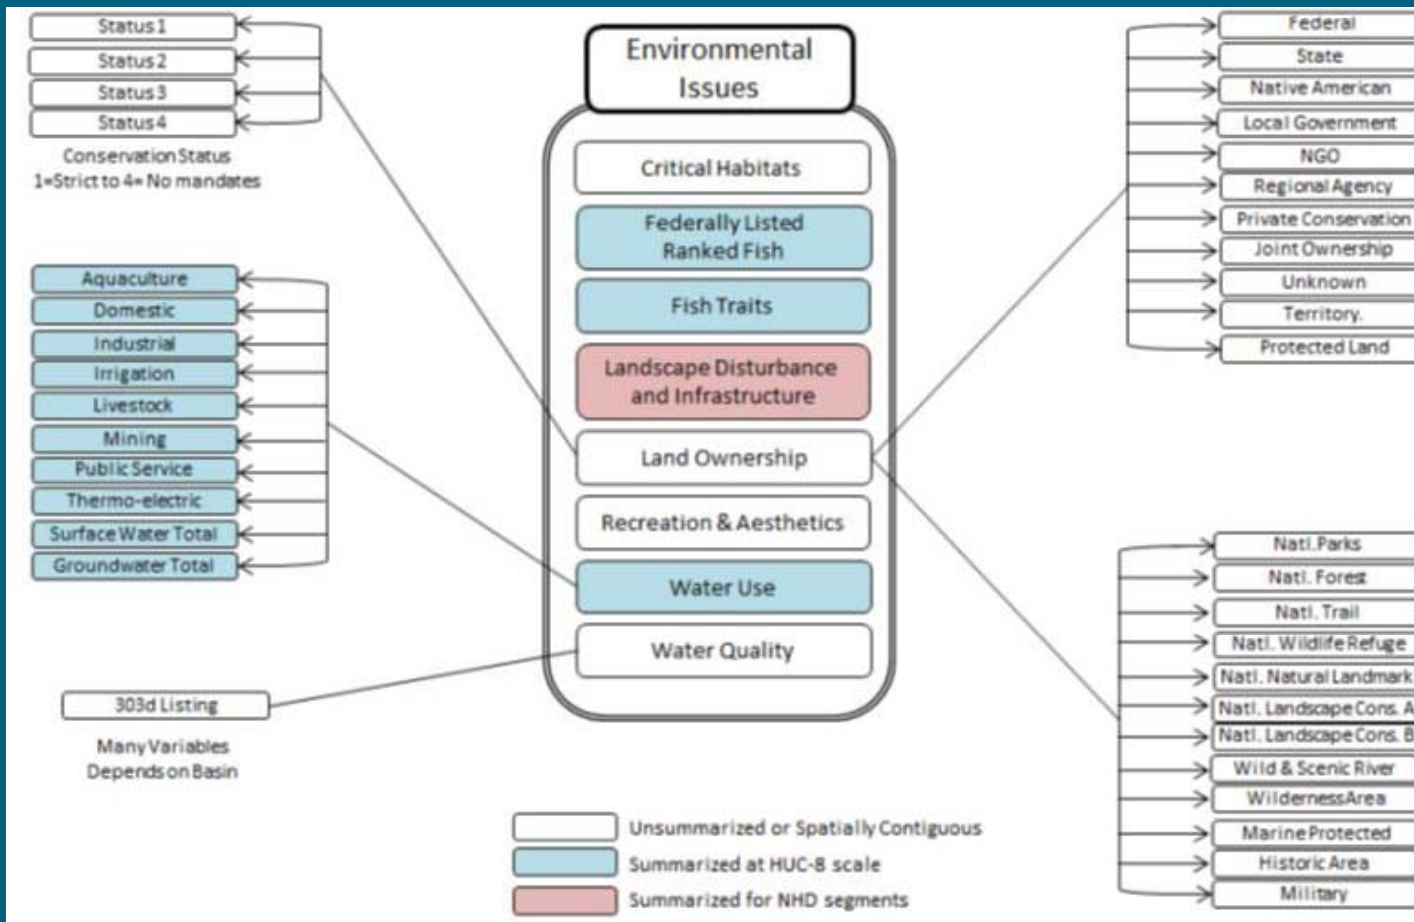 Status 1
Status 2
Status 3
Status 4
Conservation Status
1=Strict to 4= No mandates
Aquaculture
Domestic
Industrial
Irrigation
Livestock
Mining
Public Service
Thermo-electric
Surface Water Total
Groundwater Total
303d Listing
Many Variables
Depends on Basin
Environmental
Issues
Critical Habitats
Federally Listed
Ranked Fish
Fish Traits
Landscape Disturbance
and Infrastructure
Land Ownership
Recreation & Aesthetics
Water Use
Water Quality
Unsummarized or Spatially Contiguous
Summarized at HUC-8 scale
Summarized for NHD segments
Federal
State
Native American
Local Government
NGO
Regional Agency
Private Conservation
Joint Ownership
Unknown
Territory.
Protected Land
Natl. Parks
Natl. Forest
Natl. Trail
Natl. Wildlife Refuge
Natl. Natural Landmark
Natl. Landscape Cons. A
Natl. Landscape Cons. B
Wild & Scenic River
Wilderness Area
Marine Protected
Historic Area
Military